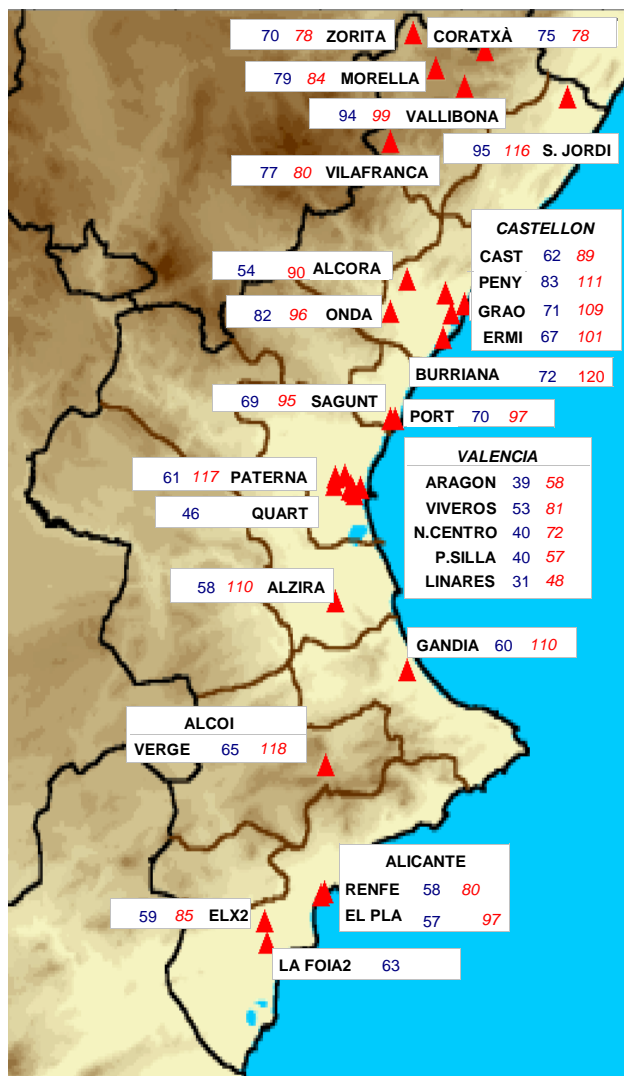 70 78 ZORITA
CORATXÀ 75 78
79 84 MORELLA
94 99 VALLIBONA
95 116 S. JORDI
77 80 VILAFRANCA
CASTELLON
CAST 62 89
PENY 83 111
GRAO 71 109
ERMI 67 101
54 90 ALCORA
82 96 ONDA
BURRIANA 72 120
69 95 SAGUNT
PORT 70 97
VALENCIA
ARAGON 39 58
VIVEROS 53 81
N.CENTRO 40 72
P.SILLA 40 57
LINARES 31 48
61 117 PATERNA
46 QUART
58 110 ALZIRA
GANDIA 60 110
ALCOI
VERGE 65 118
ALICANTE
RENFE 58 80
EL PLA 57 97
59 85 ELX2
LA FOIA2 63